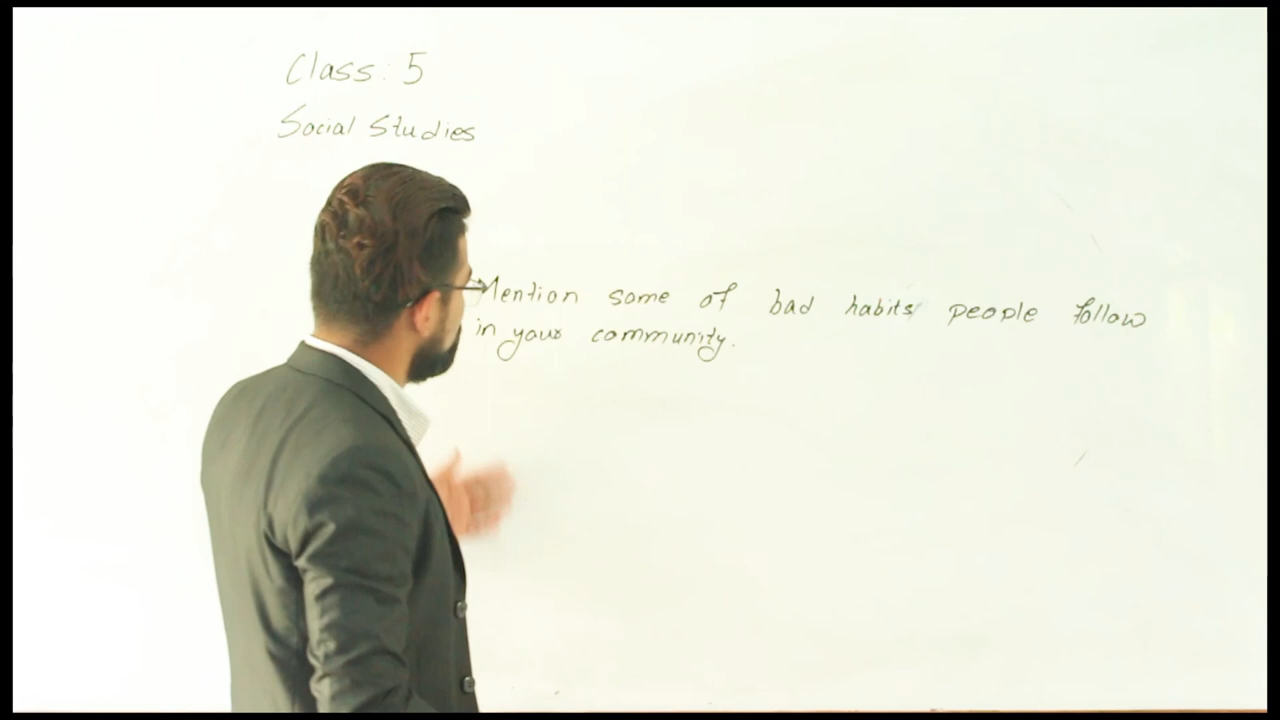 Class: 5
Social Studies
Mention some of bad habits people follow
in your community.